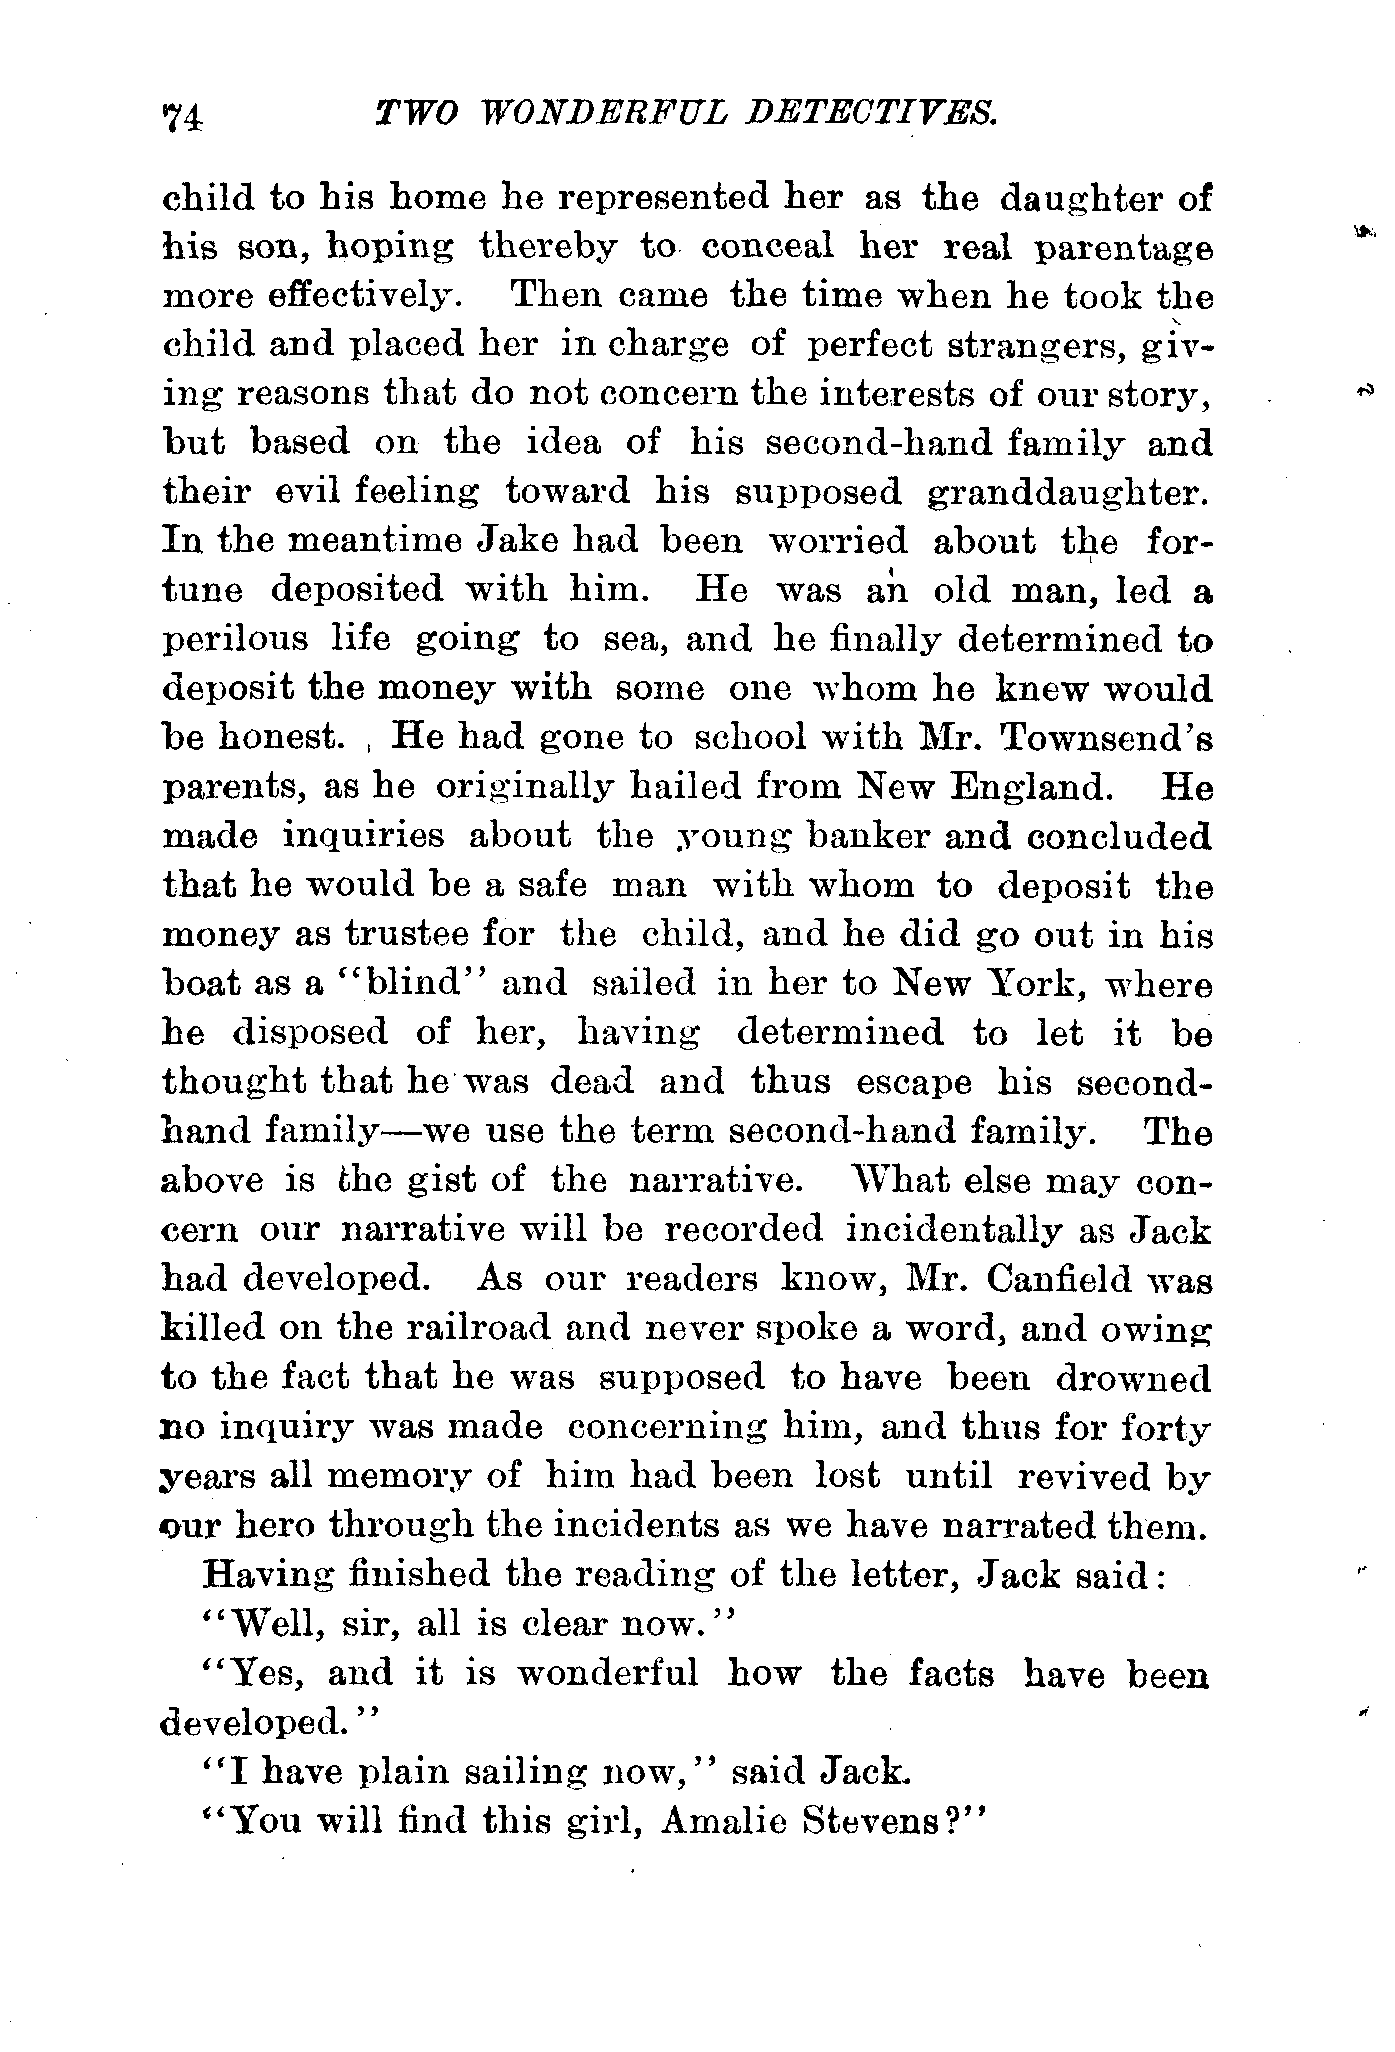 74 TWO WONDERFUL DETECTIVES.
child to his home he represented her as the daughter of
his son, hoping thereby to conceal her real parentage
more effectively. Then came the time when he took the
child and placed her in charge of perfect strangers, giv-
ing reasons that do not concern the interests of our story,
but based on the idea of his second-hand family and
their evil feeling toward his supposed granddaughter.
In the meantime Jake had been worried about the for-
tune deposited with him. He was an old man, led a
perilous life going to sea, and he finally determined to
deposit the money with some one whom he knew would
be honest. He had gone to school with Mr. Townsend's
parents, as he originally hailed from New England. He
made inquiries about the young banker and concluded
that he would be a safe man with whom to deposit the
money as trustee for the child, and he did go out in his
boat as a "blind" and sailed in her to New York, where
he disposed of her, having determined to let it be
thought that he was dead and thus escape his second-
hand family—we use the term second-hand family. The
above is the gist of the narrative. What else may con-
cern our narrative will be recorded incidentally as Jack
had developed. As our readers know, Mr. Canfield was
killed on the railroad and never spoke a word, and owing
to the fact that he was supposed to have been drowned
no inquiry was made concerning him, and thus for forty
years all memory of him had been lost until revived by
our hero through the incidents as we have narrated them.
Having finished the reading of the letter, Jack said:
"Well, sir, all is clear now."
"Yes, and it is wonderful how the facts have been
developed."
"I have plain sailing now," said Jack.
"You will find this girl, Amalie Stevens?"